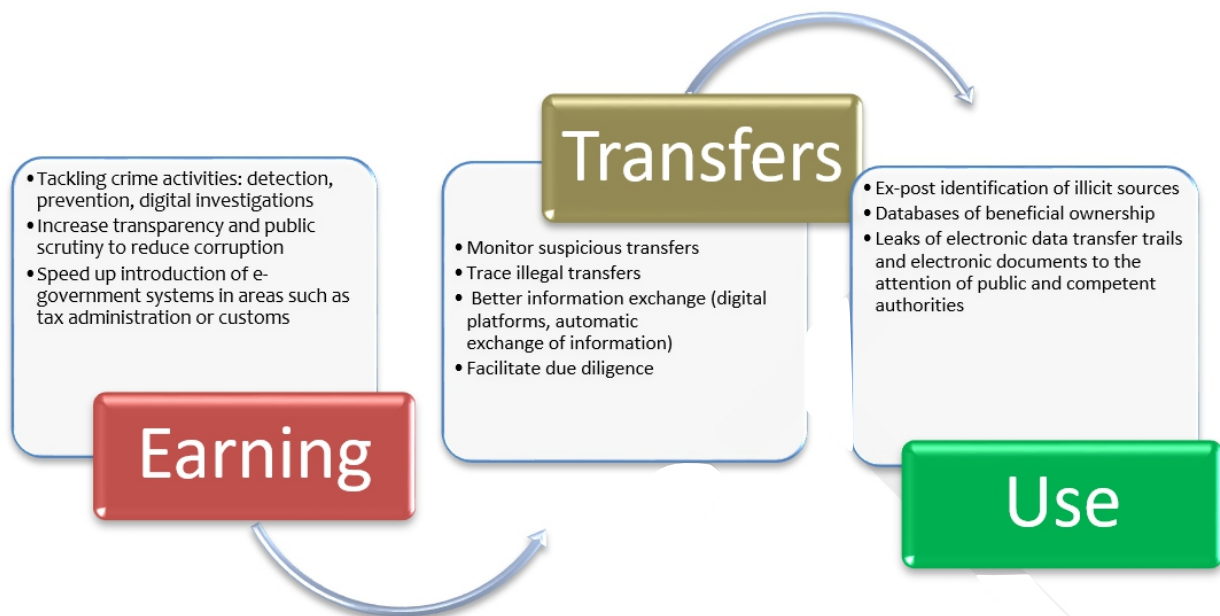 • Tackling crime activities: detection,
prevention, digital investigations
• Increase transparency and public
scrutiny to reduce corruption
• Speed up introduction of e-
government systems in areas such as
tax administration or customs
Earning
Transfers
• Monitor suspicious transfers
• Trace illegal transfers
• Better information exchange (digital
platforms, automatic
exchange of information)
• Facilitate due diligence
• Ex-post identification of illicit sources
• Databases of beneficial ownership
• Leaks of electronic data transfer trails
and electronic documents to the
attention of public and competent
authorities
Use